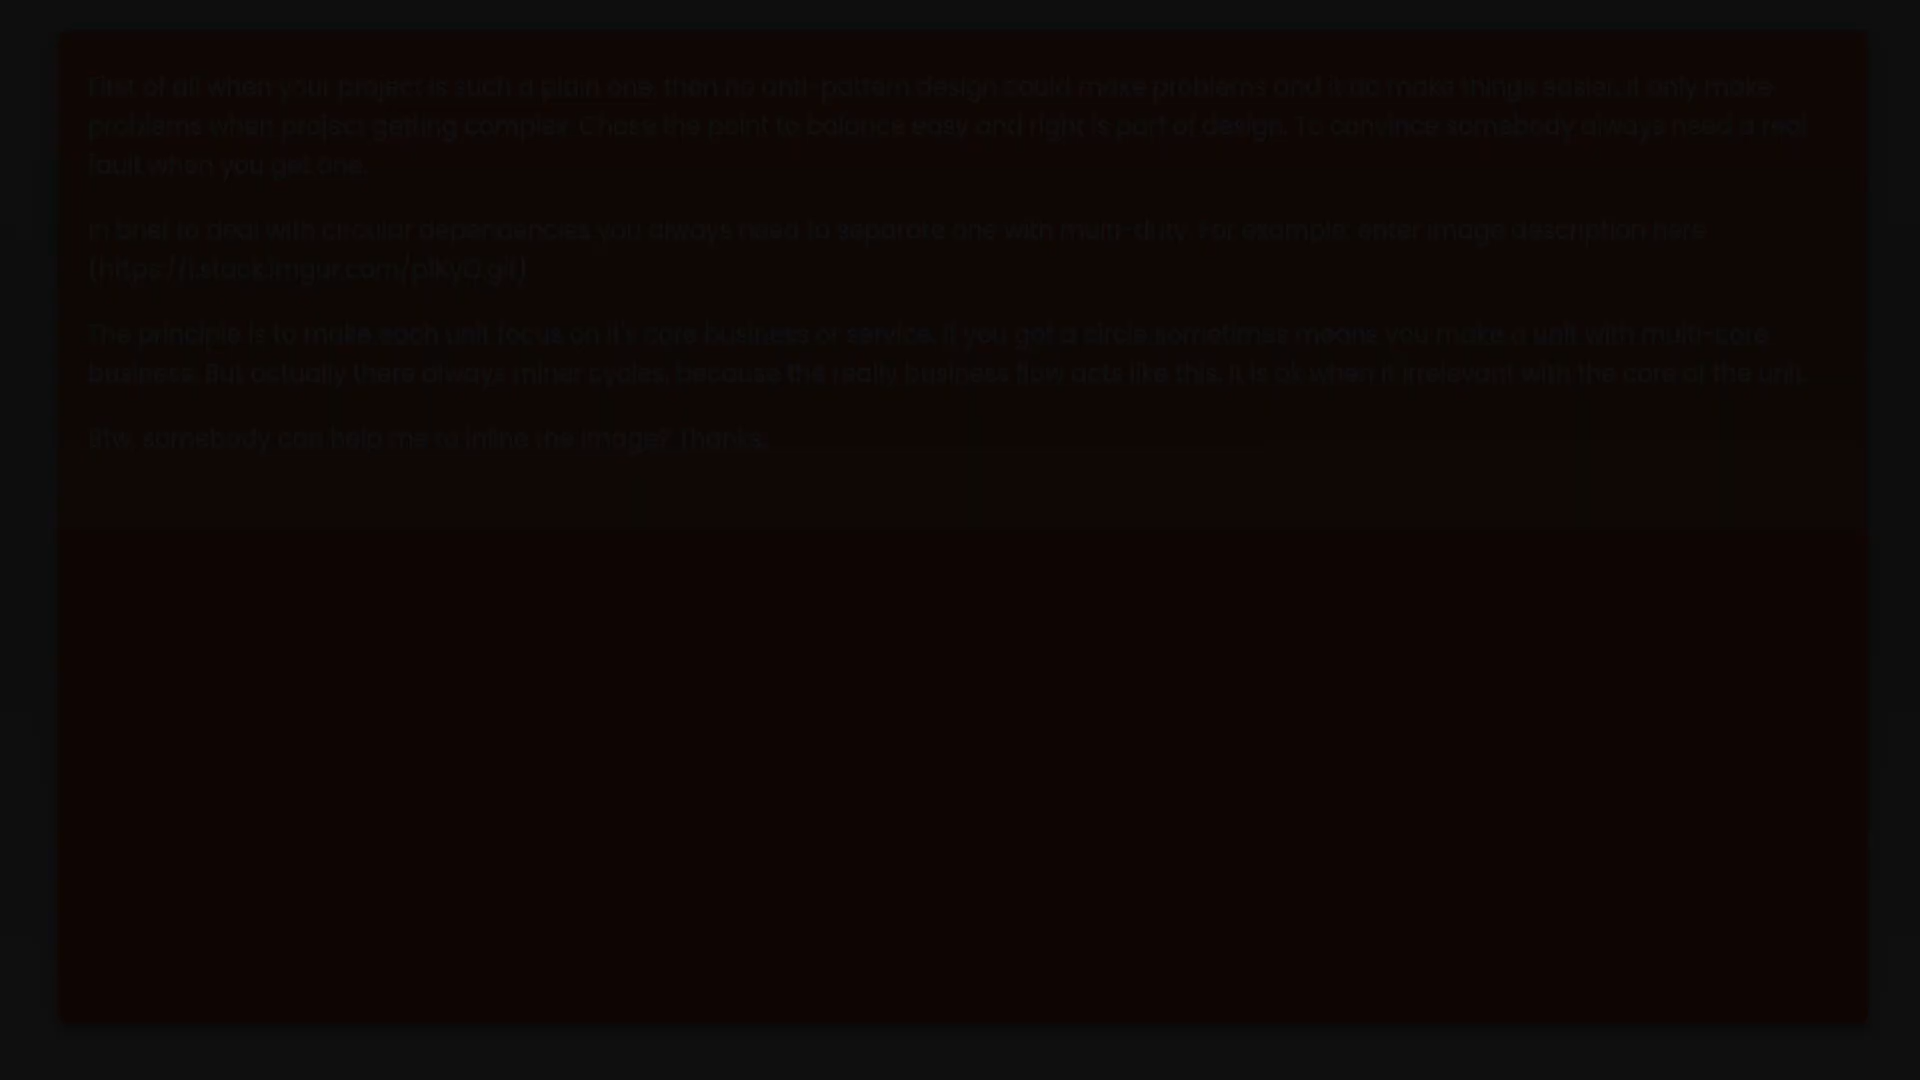 First of all when your project is such a plain one, then no anti-pattern design could make problems and make things easier, it only make
problems when project getting complex. Chose the point to balance easy and right is part of design. To convince somebody always need a real
fault when you get one.
In brief to deal with circular dependencies you always need to separate one with multi-duty. For example: enter image description here
(https://i.stack.imgur.com/
The principle is to make each unit focus on it's core business or service. If you got a circle sometimes means you make a unit with multi-core
business. But actually there always minor cycles, because the really business flow acts like this. It is ok when it irrelevant with the core of the unit.
Btw, somebody can help me to inline the image? Thanks.